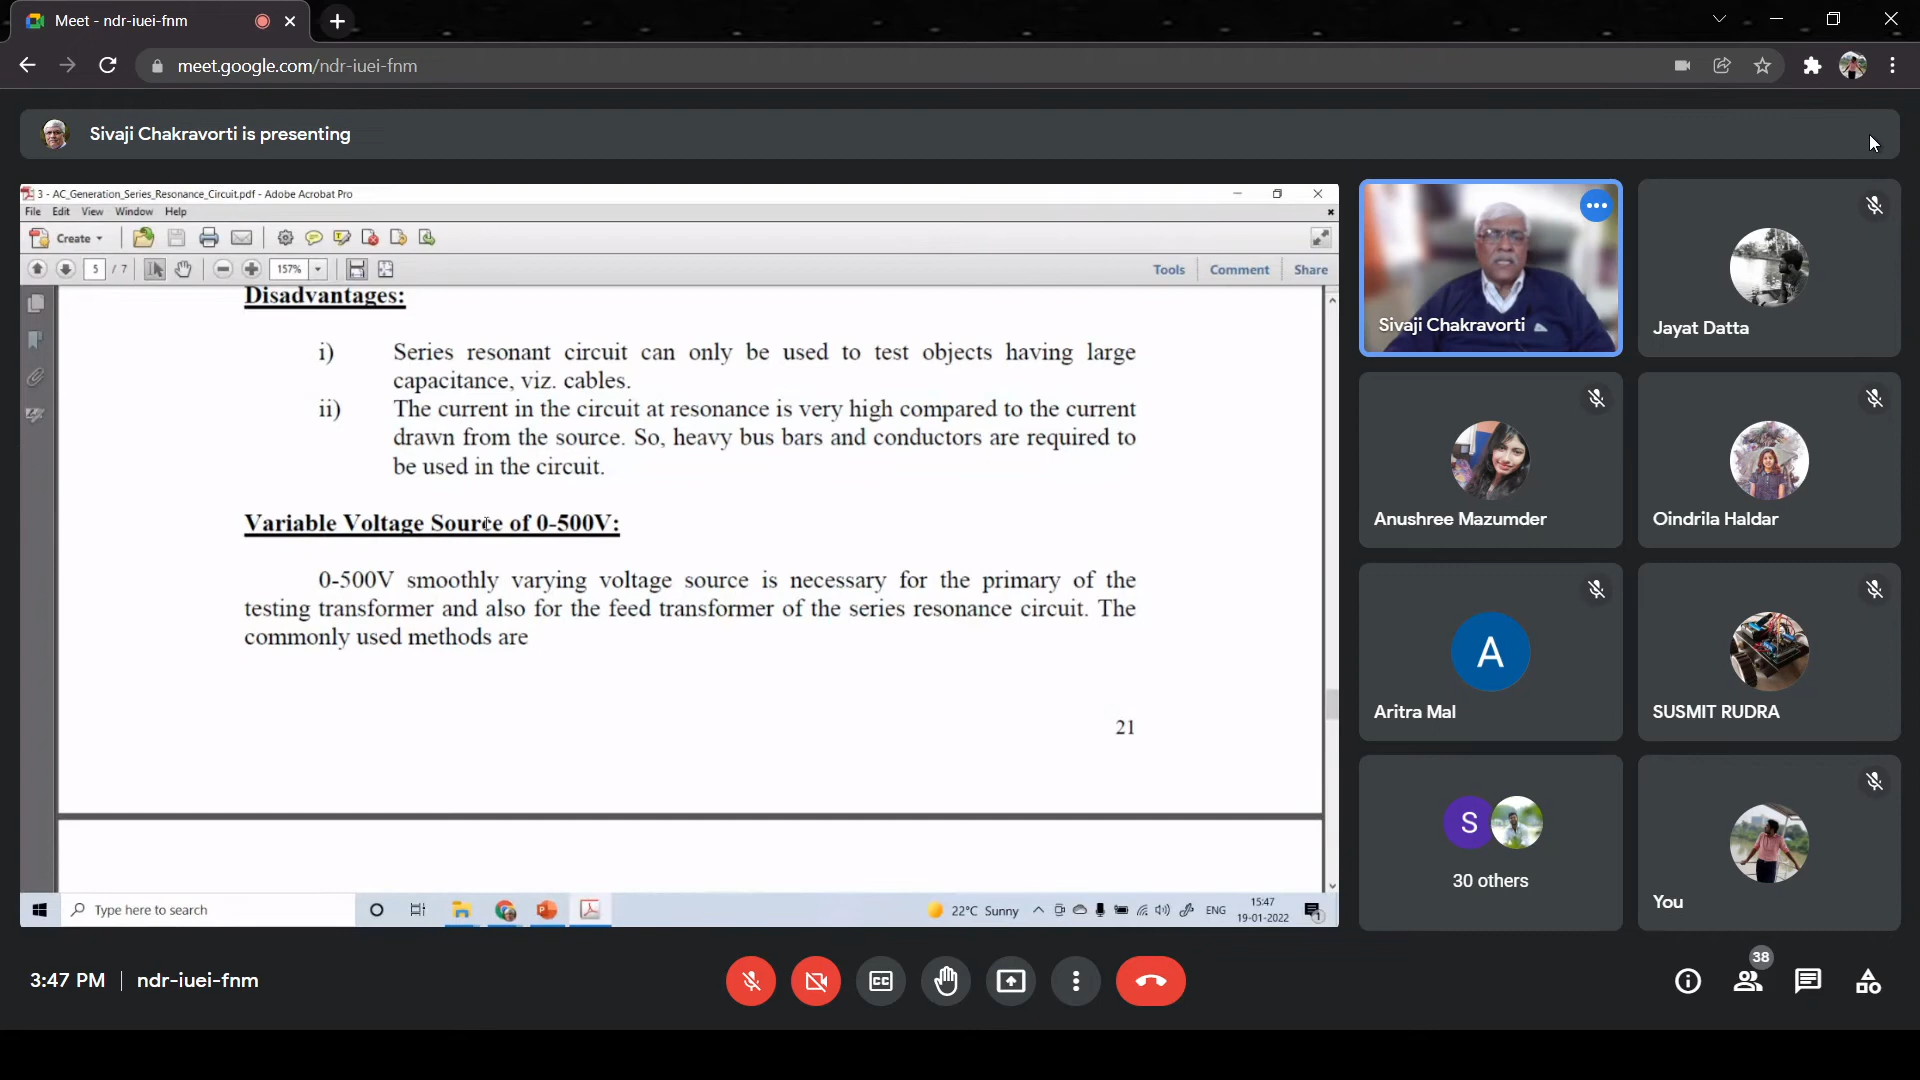 Meet - ndr-iuei-fnm
meet.google.com/ndr-iuei-fnm
Sivaji Chakravorti is presenting
3 - AC_Generation_Series_Resonance_Circuit.pdf - Adobe Acrobat Pro
File Edit View Window Help
Create
5 / 7 157% Tools Comment Share
Disadvantages:
i) Series resonant circuit can only be used to test objects having large
capacitance, viz. cables.
ii) The current in the circuit at resonance is very high compared to the current
drawn from the source. So, heavy bus bars and conductors are required to
be used in the circuit.
Variable Voltage Source of 0-500V:
0-500V smoothly varying voltage source is necessary for the primary of the
testing transformer and also for the feed transformer of the series resonance circuit. The
commonly used methods are
21
Type here to search
22°C Sunny
ENG
15:47
19-01-2022
1
Sivaji Chakravorti
Jayat Datta
Anushree Mazumder
Oindrila Haldar
A
Aritra Mal
SUSMIT RUDRA
S
30 others
You
3:47 PM | ndr-iuei-fnm
CC
38